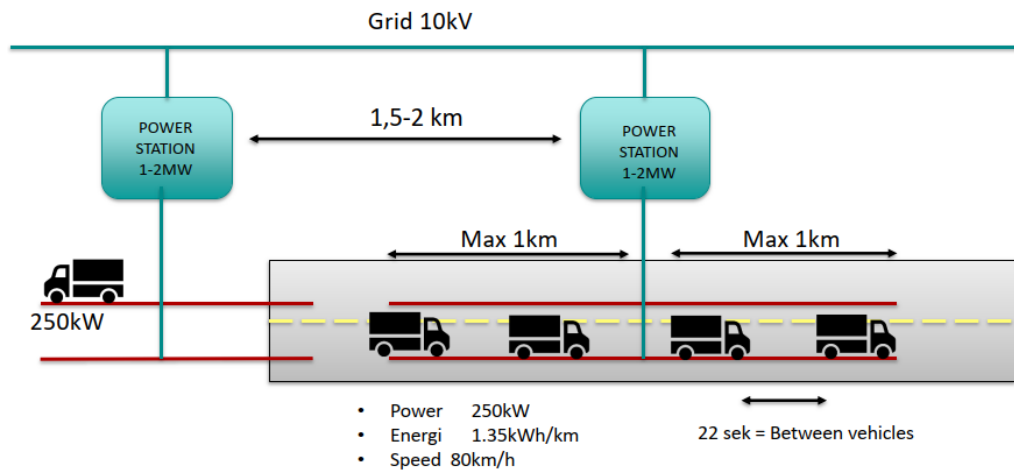 Grid 10kV
POWER
STATION
1-2MW
1,5-2 km
POWER
STATION
1-2MW
Max 1km
Max 1km
250kW
• Power 250kW
• Energi 1.35kWh/km
• Speed 80km/h
22 sek = Between vehicles